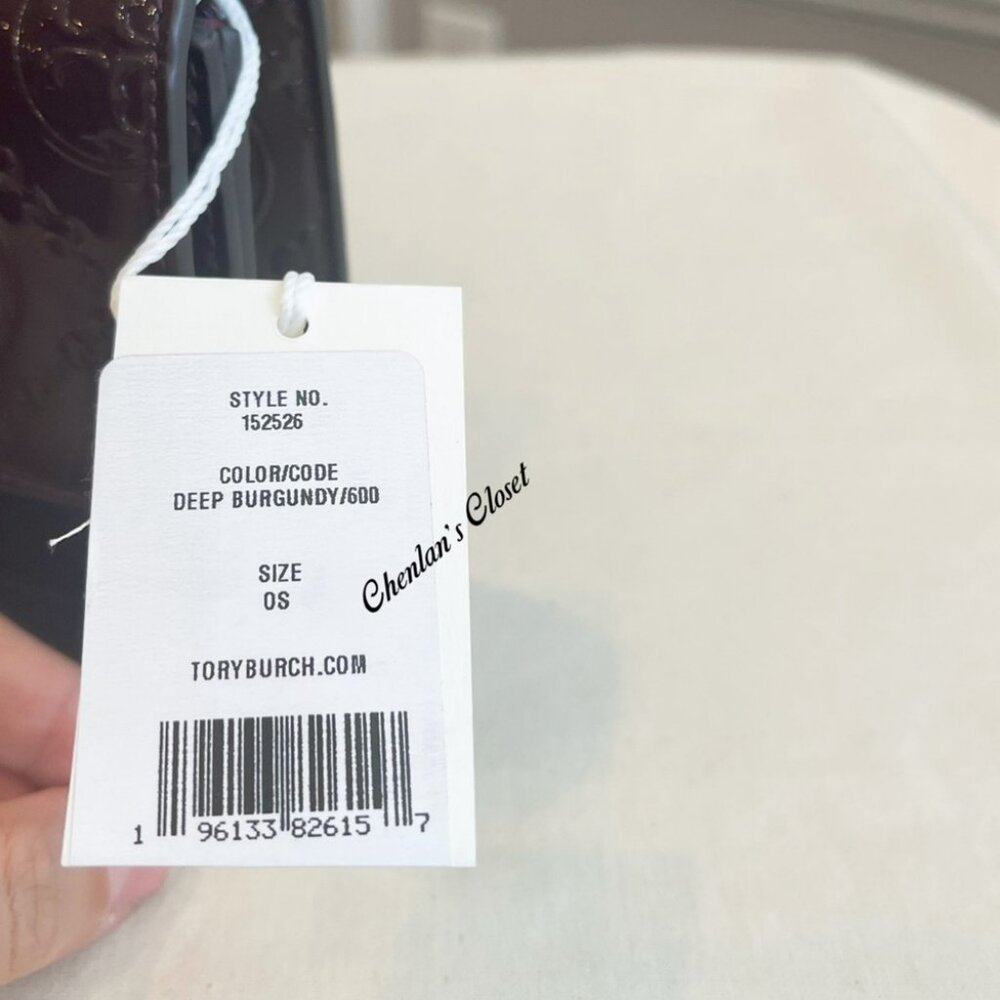 STYLE NO.
152526
COLOR/CODE
DEEP BURGUNDY/600
SIZE
OS
Chenlan's Closet
TORYBURCH.COM
1 96133 82615 7